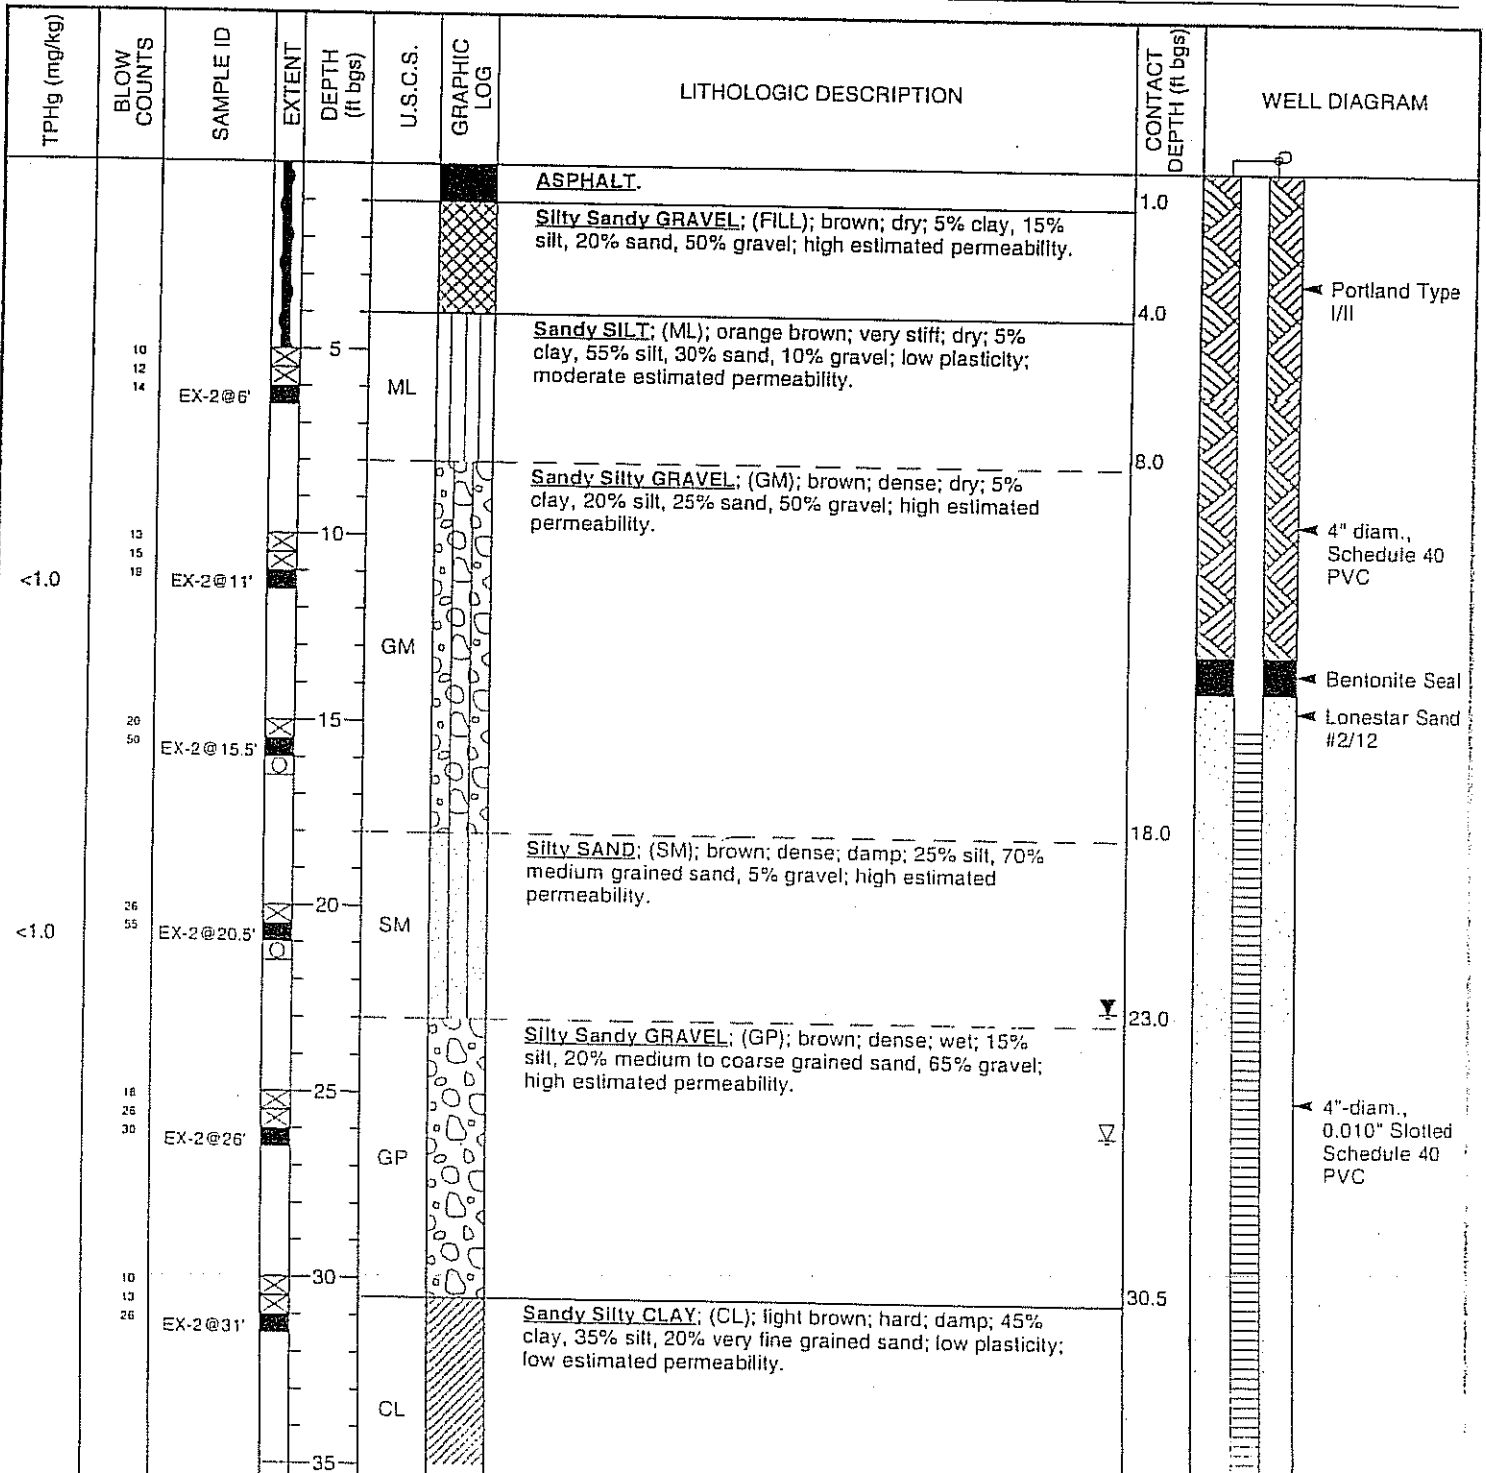 TPHg (mg/kg)
BLOW COUNTS
SAMPLE ID
EXTENT
DEPTH (ft bgs)
U.S.C.S.
GRAPHIC LOG
LITHOLOGIC DESCRIPTION
CONTACT DEPTH (ft bgs)
WELL DIAGRAM
ASPHALT.
1.0
Silty Sandy GRAVEL; (FILL); brown; dry; 5% clay, 15%
silt, 20% sand, 50% gravel; high estimated permeability.
Portland Type
I/II
4.0
Sandy SILT; (ML); orange brown; very stiff; dry; 5%
clay, 55% silt, 30% sand, 10% gravel; low plasticity;
moderate estimated permeability.
10
12
14
5
EX-2@6'
ML
8.0
Sandy Silty GRAVEL; (GM); brown; dense; dry; 5%
clay, 20% silt, 25% sand, 50% gravel; high estimated
permeability.
13
15
19
10
<1.0
EX-2@11'
4" diam.,
Schedule 40
PVC
GM
Bentonite Seal
Lonestar Sand
#2/12
20
50
15
EX-2@15.5'
18.0
Silty SAND; (SM); brown; dense; damp; 25% silt, 70%
medium grained sand, 5% gravel; high estimated
permeability.
26
55
20
<1.0
EX-2@20.5'
SM
23.0
Silty Sandy GRAVEL; (GP); brown; dense; wet; 15%
silt, 20% medium to coarse grained sand, 65% gravel;
high estimated permeability.
18
26
30
25
EX-2@26'
GP
4"-diam.,
0.010" Slotted
Schedule 40
PVC
10
13
26
30
EX-2@31'
30.5
Sandy Silty CLAY; (CL); light brown; hard; damp; 45%
clay, 35% silt, 20% very fine grained sand; low plasticity;
low estimated permeability.
CL
35